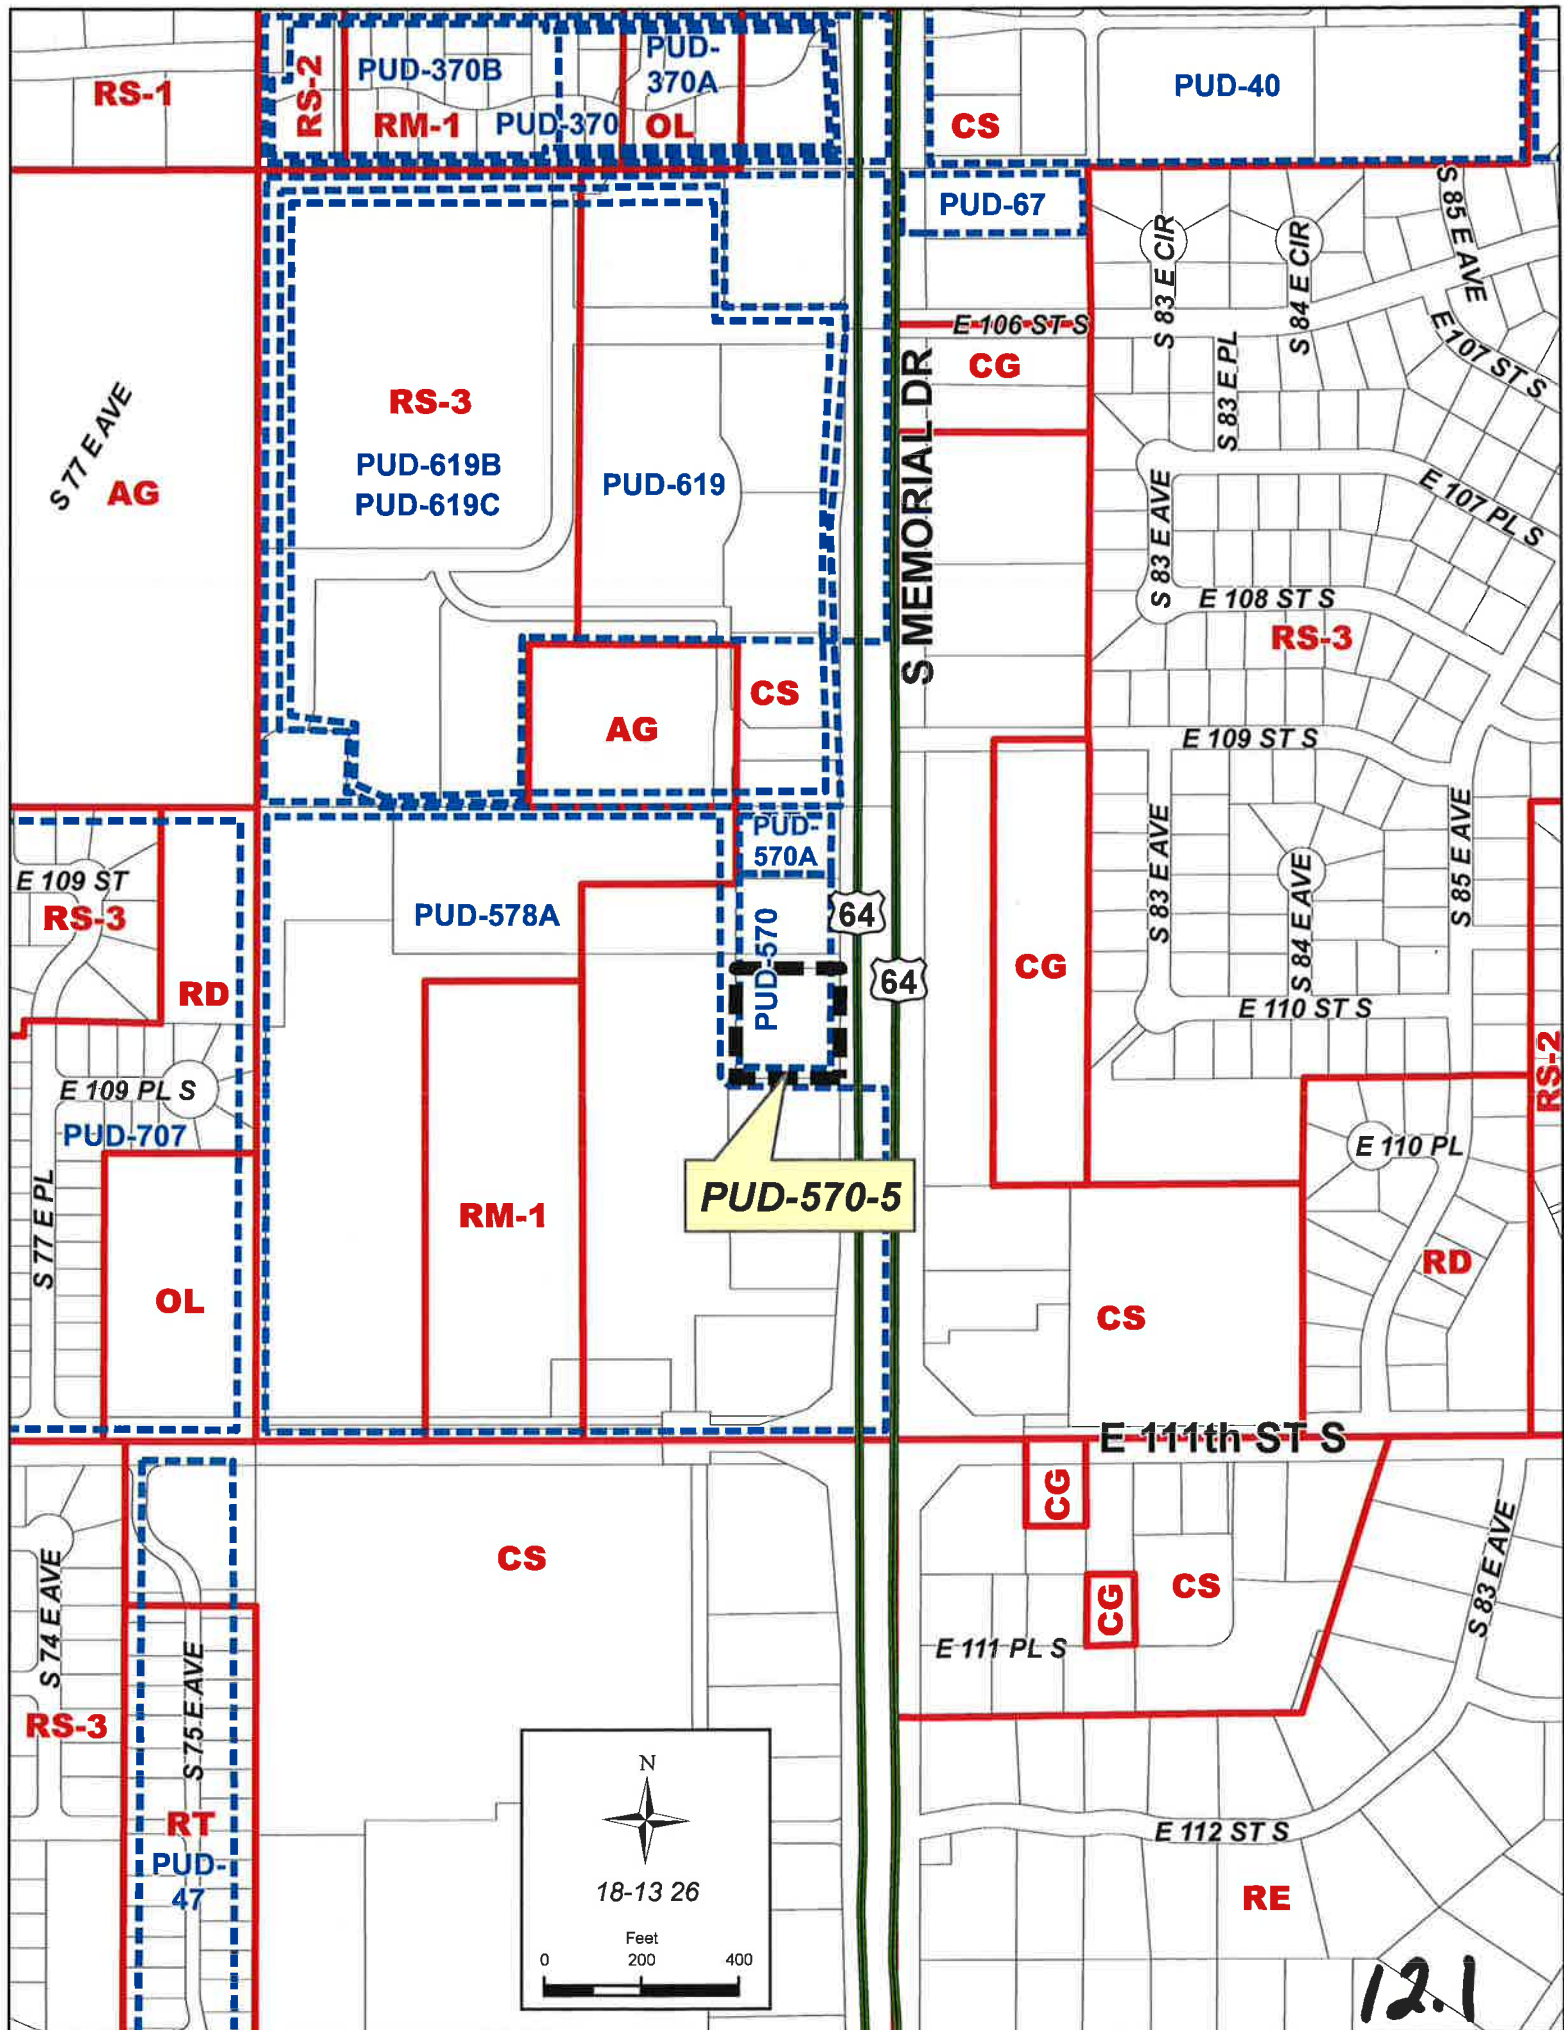 RS-1
RS-2
PUD-370B
RM-1
PUD-370
PUD-
370A
OL
CS
PUD-40
PUD-67
S 83 E CIR
S 84 E CIR
S 85 E AVE
E 106 ST S
CG
S MEMORIAL DR
S 83 E PL
E 107 ST S
E 107 PL S
S 77 E AVE
AG
RS-3
PUD-619B
PUD-619C
PUD-619
S 83 E AVE
E 108 ST S
RS-3
AG
CS
E 109 ST S
PUD-
570A
PUD-570
PUD-578A
64
64
E 109 ST
RS-3
RD
CG
S 83 E AVE
S 84 E AVE
S 85 E AVE
E 110 ST S
RS-2
E 109 PL S
PUD-707
S 77 E PL
OL
RM-1
PUD-570-5
E 110 PL
RD
CS
E 111th ST S
CG
CS
CG
CS
E 111 PL S
S 83 E AVE
S 74 E AVE
S 75 E AVE
RS-3
RT
PUD-
47
E 112 ST S
RE
N
18-13 26
Feet
0 200 400
12.1